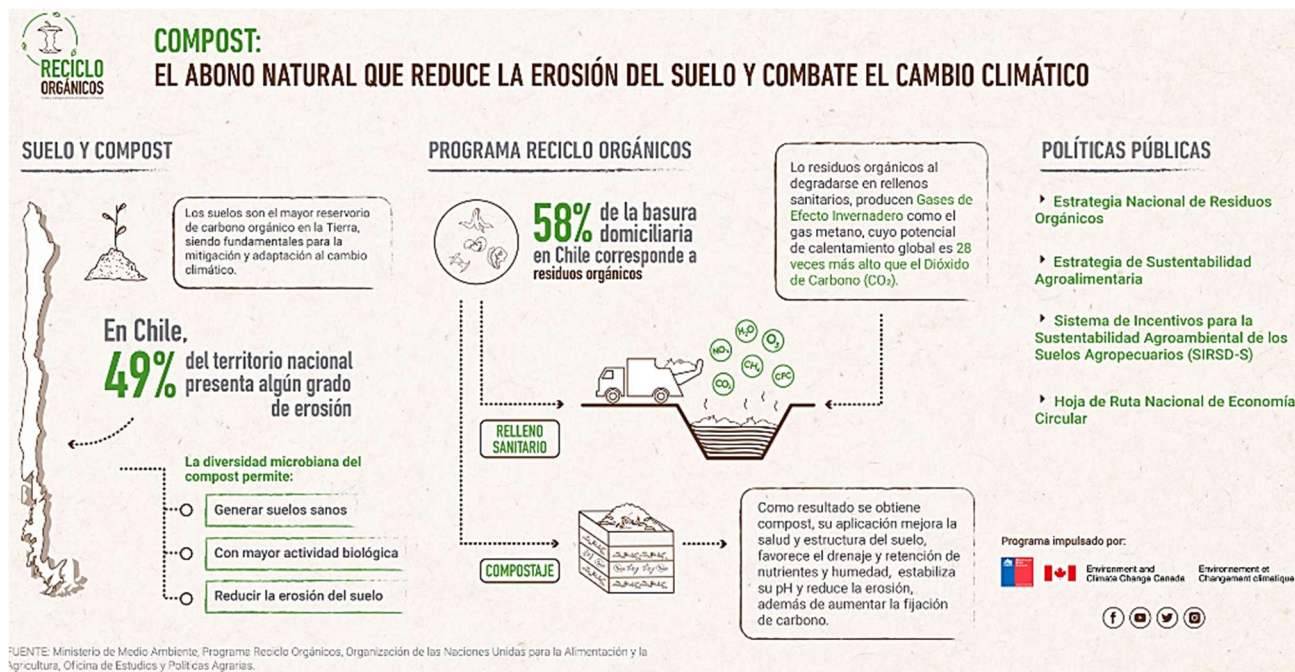 RECICLO
ORGÁNICOS
COMPOST:
EL ABONO NATURAL QUE REDUCE LA EROSIÓN DEL SUELO Y COMBATE EL CAMBIO CLIMÁTICO
SUELO Y COMPOST
Los suelos son el mayor reservorio
de carbono orgánico en la Tierra,
siendo fundamentales para la
mitigación y adaptación al cambio
climático.
En Chile,
49% del territorio nacional
presenta algún grado
de erosión
La diversidad microbiana del
compost permite:
Generar suelos sanos
Con mayor actividad biológica
Reducir la erosión del suelo
PROGRAMA RECICLO ORGÁNICOS
58% de la basura
domiciliaria
en Chile corresponde a
residuos orgánicos
Lo residuos orgánicos al
degradarse en rellenos
sanitarios, producen Gases de
Efecto Invernadero como el
gas metano, cuyo potencial
de calentamiento global es 28
veces más alto que el Dióxido
de Carbono (CO₂).
H₂O
O₃
CH₄
CFC
CO₂
RELLENO
SANITARIO
COMPOSTAJE
Como resultado se obtiene
compost, su aplicación mejora la
salud y estructura del suelo,
favorece el drenaje y retención de
nutrientes y humedad, estabiliza
su pH y reduce la erosión,
además de aumentar la fijación
de carbono.
POLÍTICAS PÚBLICAS
Estrategia Nacional de Residuos
Orgánicos
Estrategia de Sustentabilidad
Agroalimentaria
Sistema de Incentivos para la
Sustentabilidad Agroambiental de los
Suelos Agropecuarios (SIRSD-S)
Hoja de Ruta Nacional de Economía
Circular
Programa impulsado por:
Environment and
Climate Change Canada
Environnement et
Changement climatique
FUENTE: Ministerio de Medio Ambiente, Programa Reciclo Orgánicos, Organización de las Naciones Unidas para la Alimentación y la
Agricultura, Oficina de Estudios y Políticas Agrarias.